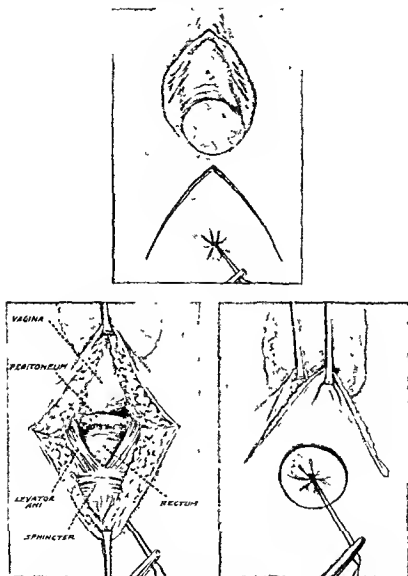 VAGINA
PERITONEUM
LEVATOR
ANI
RECTUM
SPHINCTER